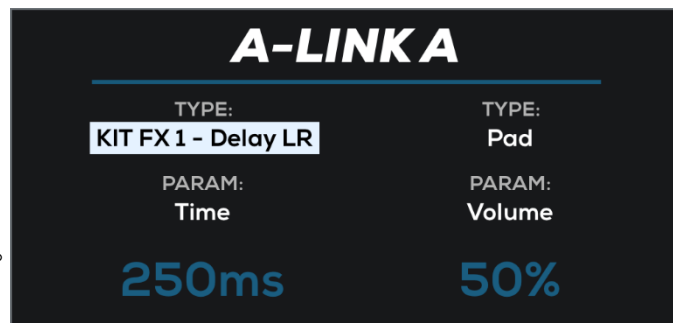 A-LINK A
TYPE: TYPE:
KIT FX 1 - Delay LR Pad
PARAM: PARAM:
Time Volume
250ms 50%